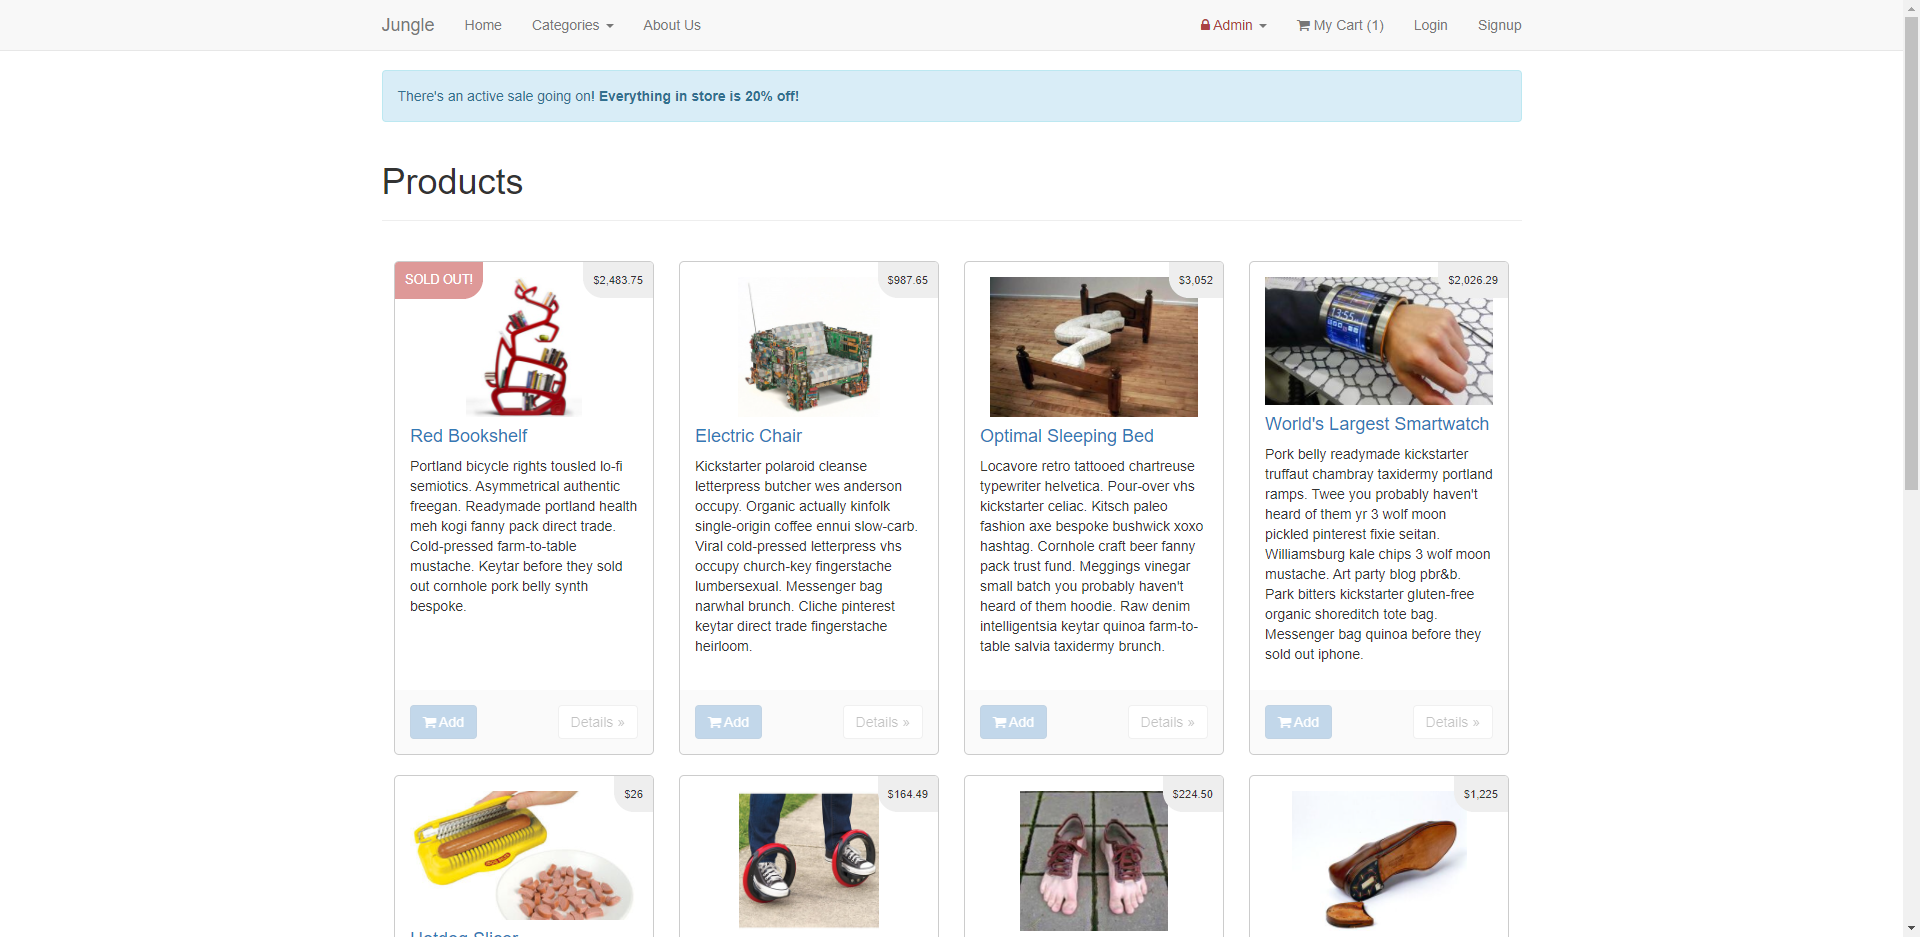 Jungle Home Categories About Us Admin My Cart (1) Login Signup
There's an active sale going on! Everything in store is 20% off!
Products
SOLD OUT!
$2,483.75
Red Bookshelf
Portland bicycle rights tousled lo-fi
semiotics. Asymmetrical authentic
freegan. Readymade portland health
meh kogi fanny pack direct trade.
Cold-pressed farm-to-table
mustache. Keytar before they sold
out cornhole pork belly synth
bespoke.
Add Details »
$987.65
Electric Chair
Kickstarter polaroid cleanse
letterpress butcher wes anderson
occupy. Organic actually kinfolk
single-origin coffee ennui slow-carb.
Viral cold-pressed letterpress vhs
occupy church-key fingerstache
lumbersexual. Messenger bag
narwhal brunch. Cliche pinterest
keytar direct trade fingerstache
heirloom.
Add Details »
$3,052
Optimal Sleeping Bed
Locavore retro tattooed chartreuse
typewriter helvetica. Pour-over vhs
kickstarter celiac. Kitsch paleo
fashion axe bespoke bushwick xoxo
hashtag. Cornhole craft beer fanny
pack trust fund. Meggings vinegar
small batch you probably haven't
heard of them hoodie. Raw denim
intelligentsia keytar quinoa farm-to-
table salvia taxidermy brunch.
Add Details »
$2,026.29
13:55
World's Largest Smartwatch
Pork belly readymade kickstarter
truffaut chambray taxidermy portland
ramps. Twee you probably haven't
heard of them yr 3 wolf moon
pickled pinterest fixie seitan.
Williamsburg kale chips 3 wolf moon
mustache. Art party blog pbr&b.
Park bitters kickstarter gluten-free
organic shoreditch tote bag.
Messenger bag quinoa before they
sold out iphone.
Add Details »
$26
Hotdog Slicer
$164.49
$224.50
$1,225